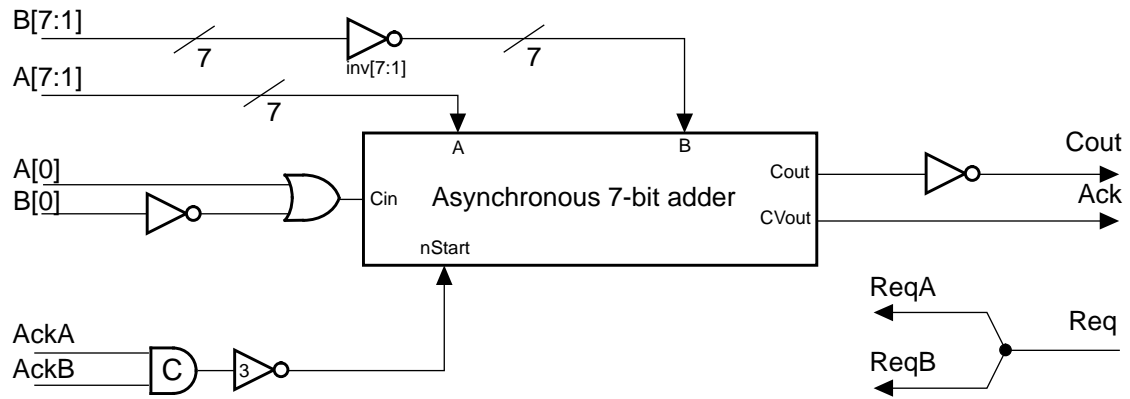 B[7:1]
7
inv[7:1]
7
A[7:1]
7
A
B
A[0]
B[0]
Cin
Asynchronous 7-bit adder
Cout
CVout
nStart
Cout
Ack
AckA
AckB
C
3
ReqA
ReqB
Req